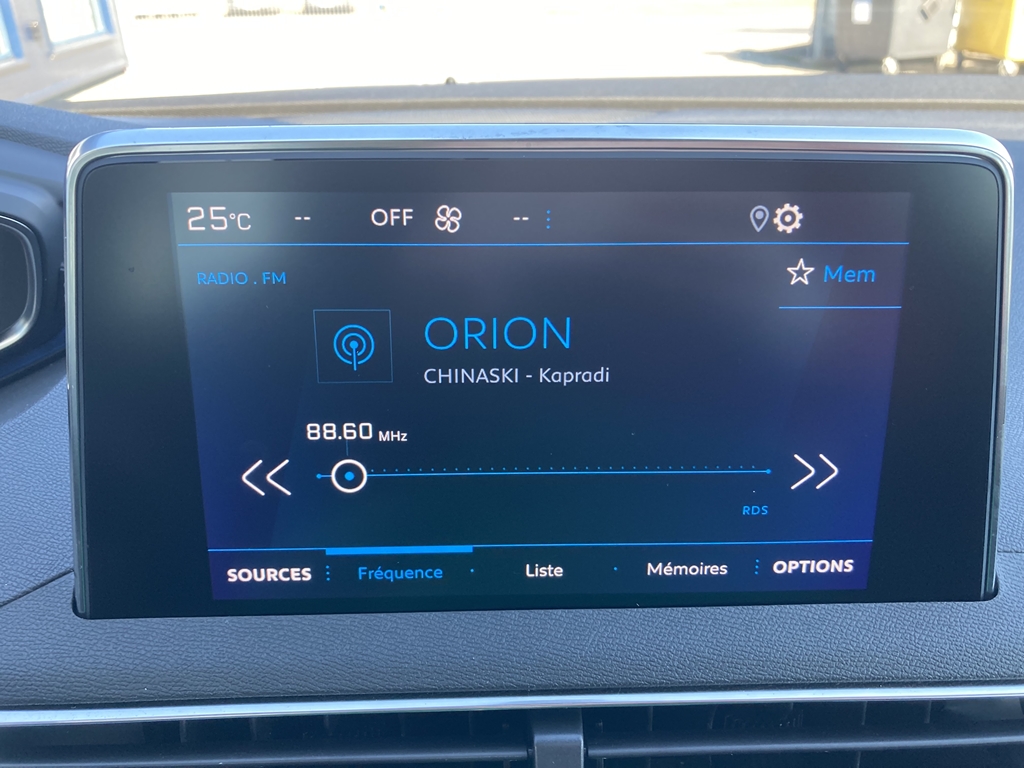 25°C -- OFF --
RADIO . FM
Mem
ORION
CHINASKI - Kapradi
88.60 MHz
RDS
SOURCES Fréquence Liste Mémoires OPTIONS